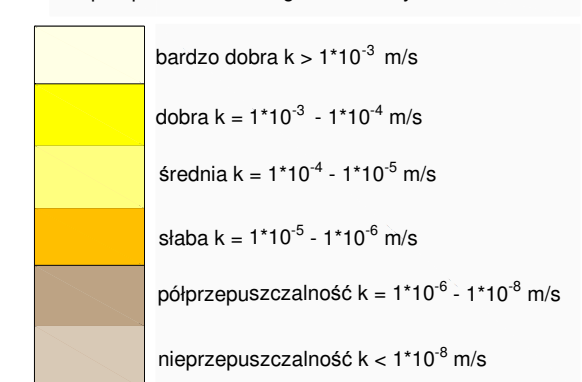 bardzo dobra k > 1*10⁻³ m/s
dobra k = 1*10⁻³ - 1*10⁻⁴ m/s
średnia k = 1*10⁻⁴ - 1*10⁻⁵ m/s
słaba k = 1*10⁻⁵ - 1*10⁻⁶ m/s
półprzepuszczalność k = 1*10⁻⁶ - 1*10⁻⁸ m/s
nieprzepuszczalność k < 1*10⁻⁸ m/s